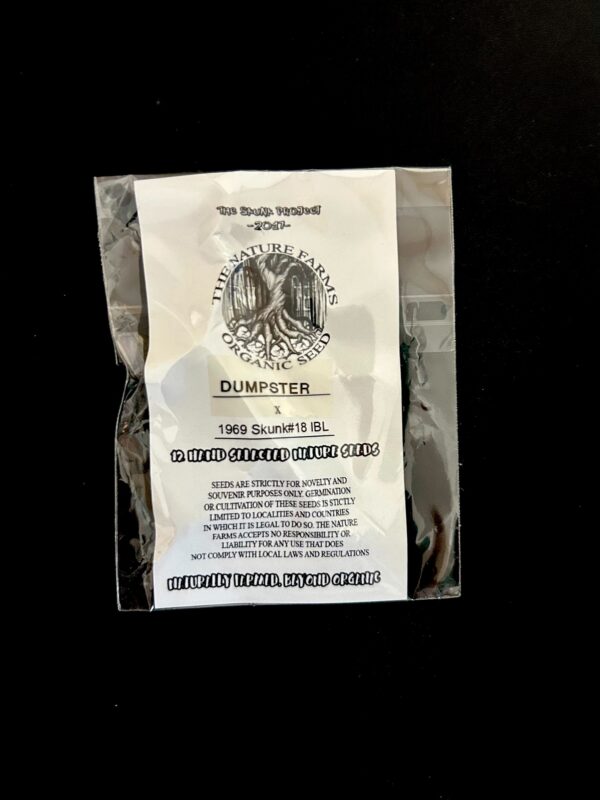 THE SKUNK PROJECT
-2017-
THE NATURE FARMS
ORGANIC SEED
DUMPSTER
X
1969 Skunk#18 IBL
12 HAND SELECTED MATURE SEEDS
SEEDS ARE STRICTLY FOR NOVELTY AND
SOUVENIR PURPOSES ONLY. GERMINATION
OR CULTIVATION OF THESE SEEDS IS STICTLY
LIMITED TO LOCALITIES AND COUNTRIES
IN WHICH IT IS LEGAL TO DO SO. THE NATURE
FARMS ACCEPTS NO RESPONSIBILITY OR
LIABILITY FOR ANY USE THAT DOES
NOT COMPLY WITH LOCAL LAWS AND REGULATIONS
NATURALLY FARMED, BEYOND ORGANIC